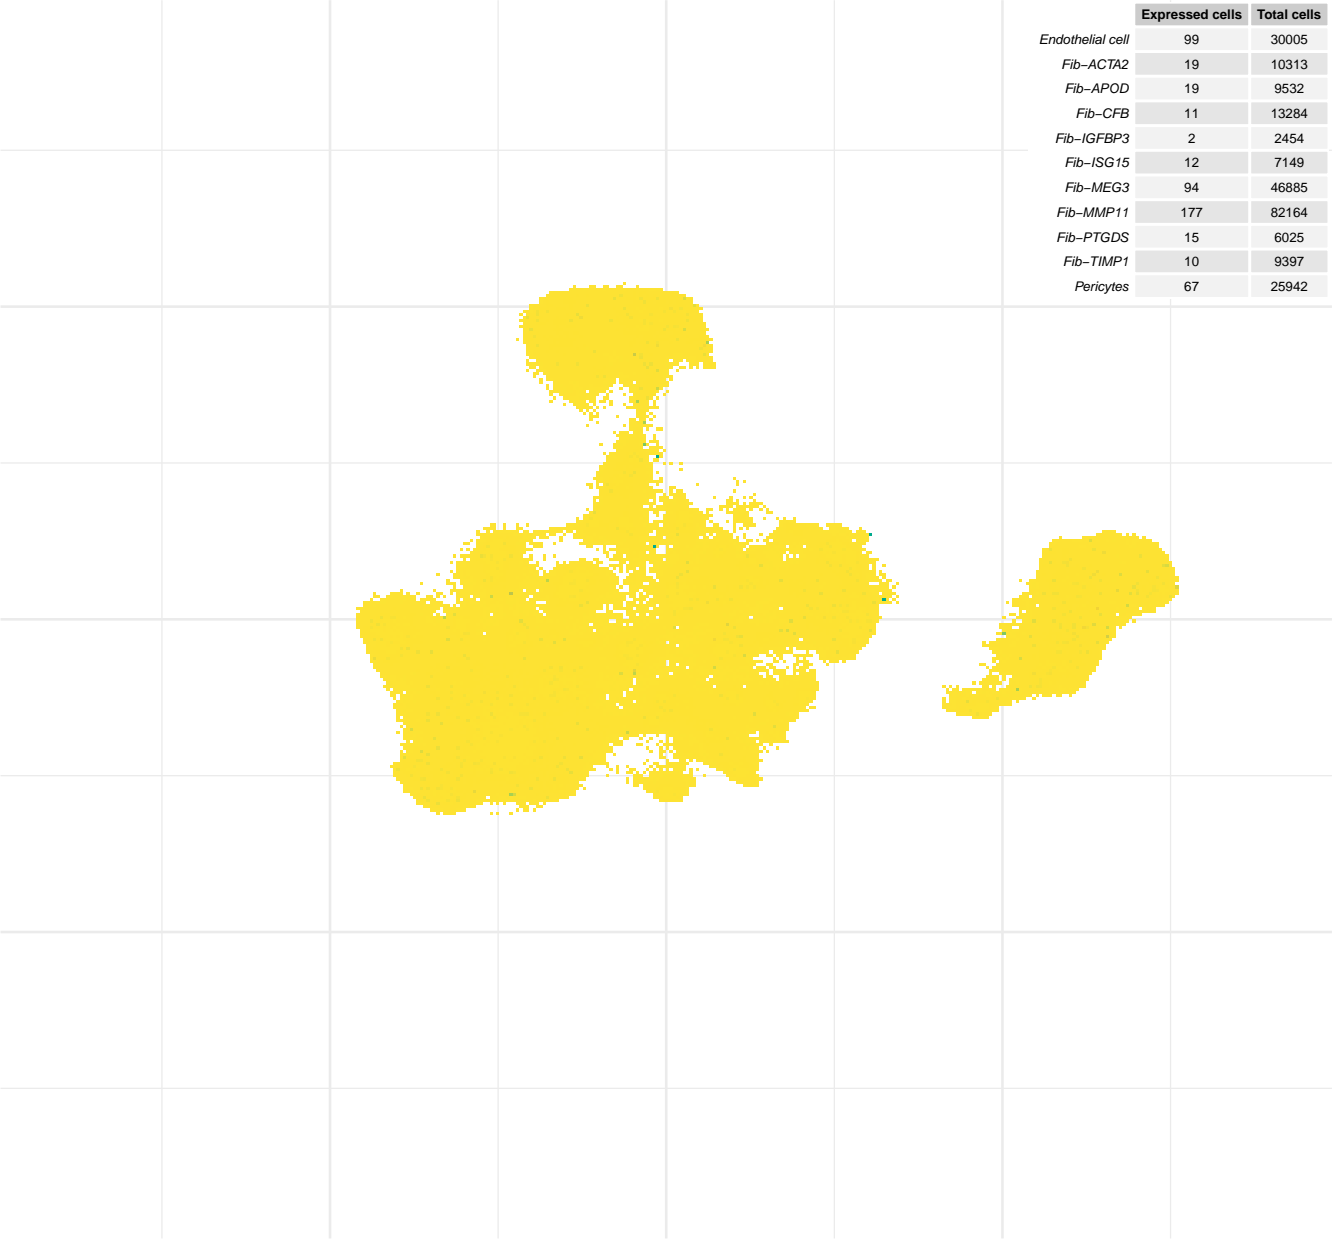 Expressed cells Total cells
Endothelial cell 99 30005
Fib−ACTA2 19 10313
Fib−APOD 19 9532
Fib−CFB 11 13284
Fib−IGFBP3 2 2454
Fib−ISG15 12 7149
Fib−MEG3 94 46885
Fib−MMP11 177 82164
Fib−PTGDS 15 6025
Fib−TIMP1 10 9397
Pericytes 67 25942